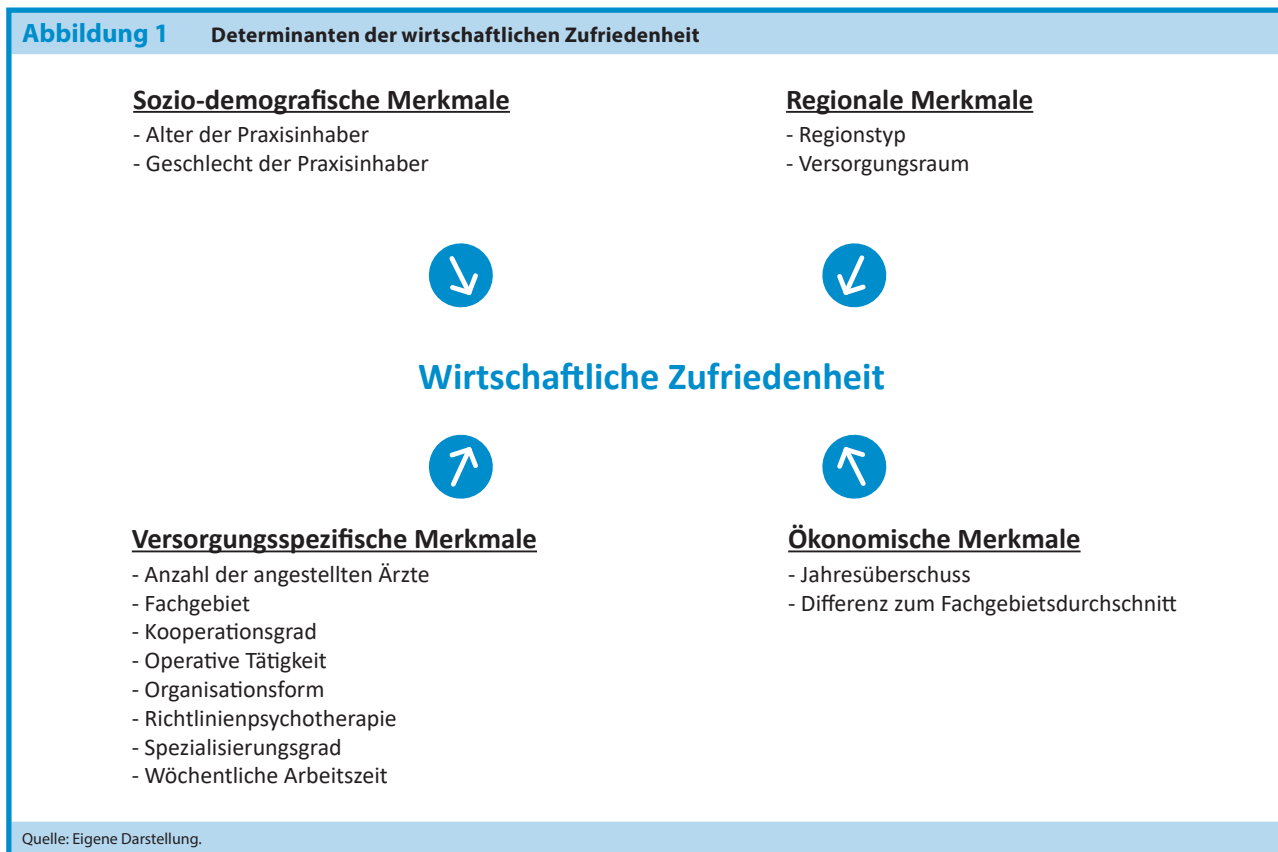 Abbildung 1 Determinanten der wirtschaftlichen Zufriedenheit
Sozio-demografische Merkmale
- Alter der Praxisinhaber
- Geschlecht der Praxisinhaber
Regionale Merkmale
- Regionstyp
- Versorgungsraum
Wirtschaftliche Zufriedenheit
Versorgungsspezifische Merkmale
- Anzahl der angestellten Ärzte
- Fachgebiet
- Kooperationsgrad
- Operative Tätigkeit
- Organisationsform
- Richtlinienpsychotherapie
- Spezialisierungsgrad
- Wöchentliche Arbeitszeit
Ökonomische Merkmale
- Jahresüberschuss
- Differenz zum Fachgebietsdurchschnitt
Quelle: Eigene Darstellung.